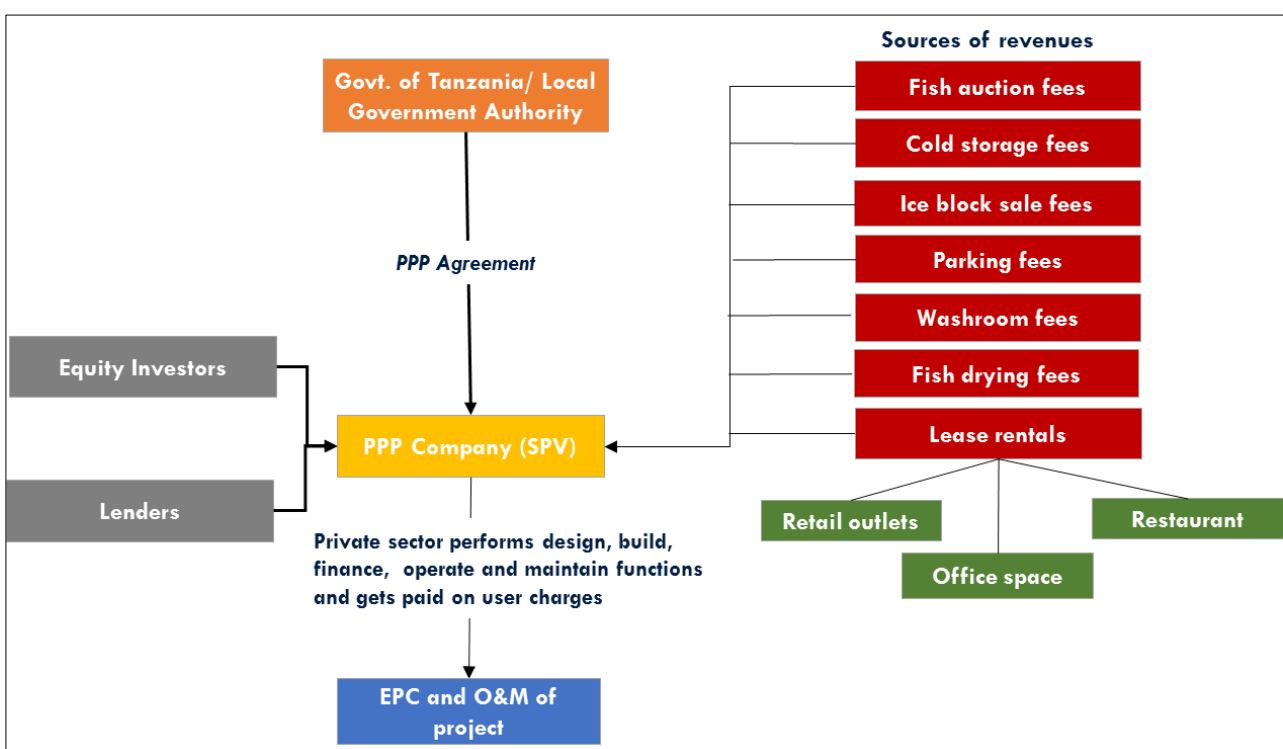 Sources of revenues
Govt. of Tanzania/ Local
Government Authority
Fish auction fees
Cold storage fees
Ice block sale fees
PPP Agreement
Parking fees
Washroom fees
Equity Investors
Fish drying fees
PPP Company (SPV)
Lease rentals
Lenders
Retail outlets
Restaurant
Office space
Private sector performs design, build,
finance, operate and maintain functions
and gets paid on user charges
EPC and O&M of
project